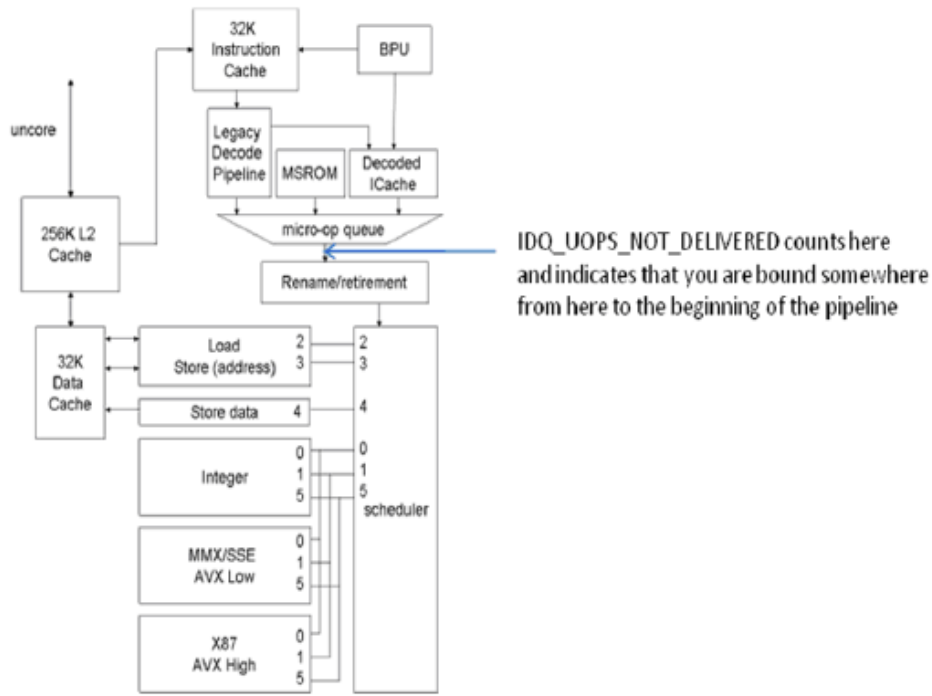 32K
Instruction
Cache
BPU
uncore
Legacy
Decode
Pipeline
MSROM
Decoded
ICache
256K L2
Cache
micro-op queue
IDQ_UOPS_NOT_DELIVERED counts here
and indicates that you are bound somewhere
from here to the beginning of the pipeline
Rename/retirement
32K
Data
Cache
Load 2 2
Store (address) 3 3
Store data 4 4
Integer
0 0
1 1
5 5
scheduler
MMX/SSE
AVX Low
0
1
5
X87
AVX High
0
1
5